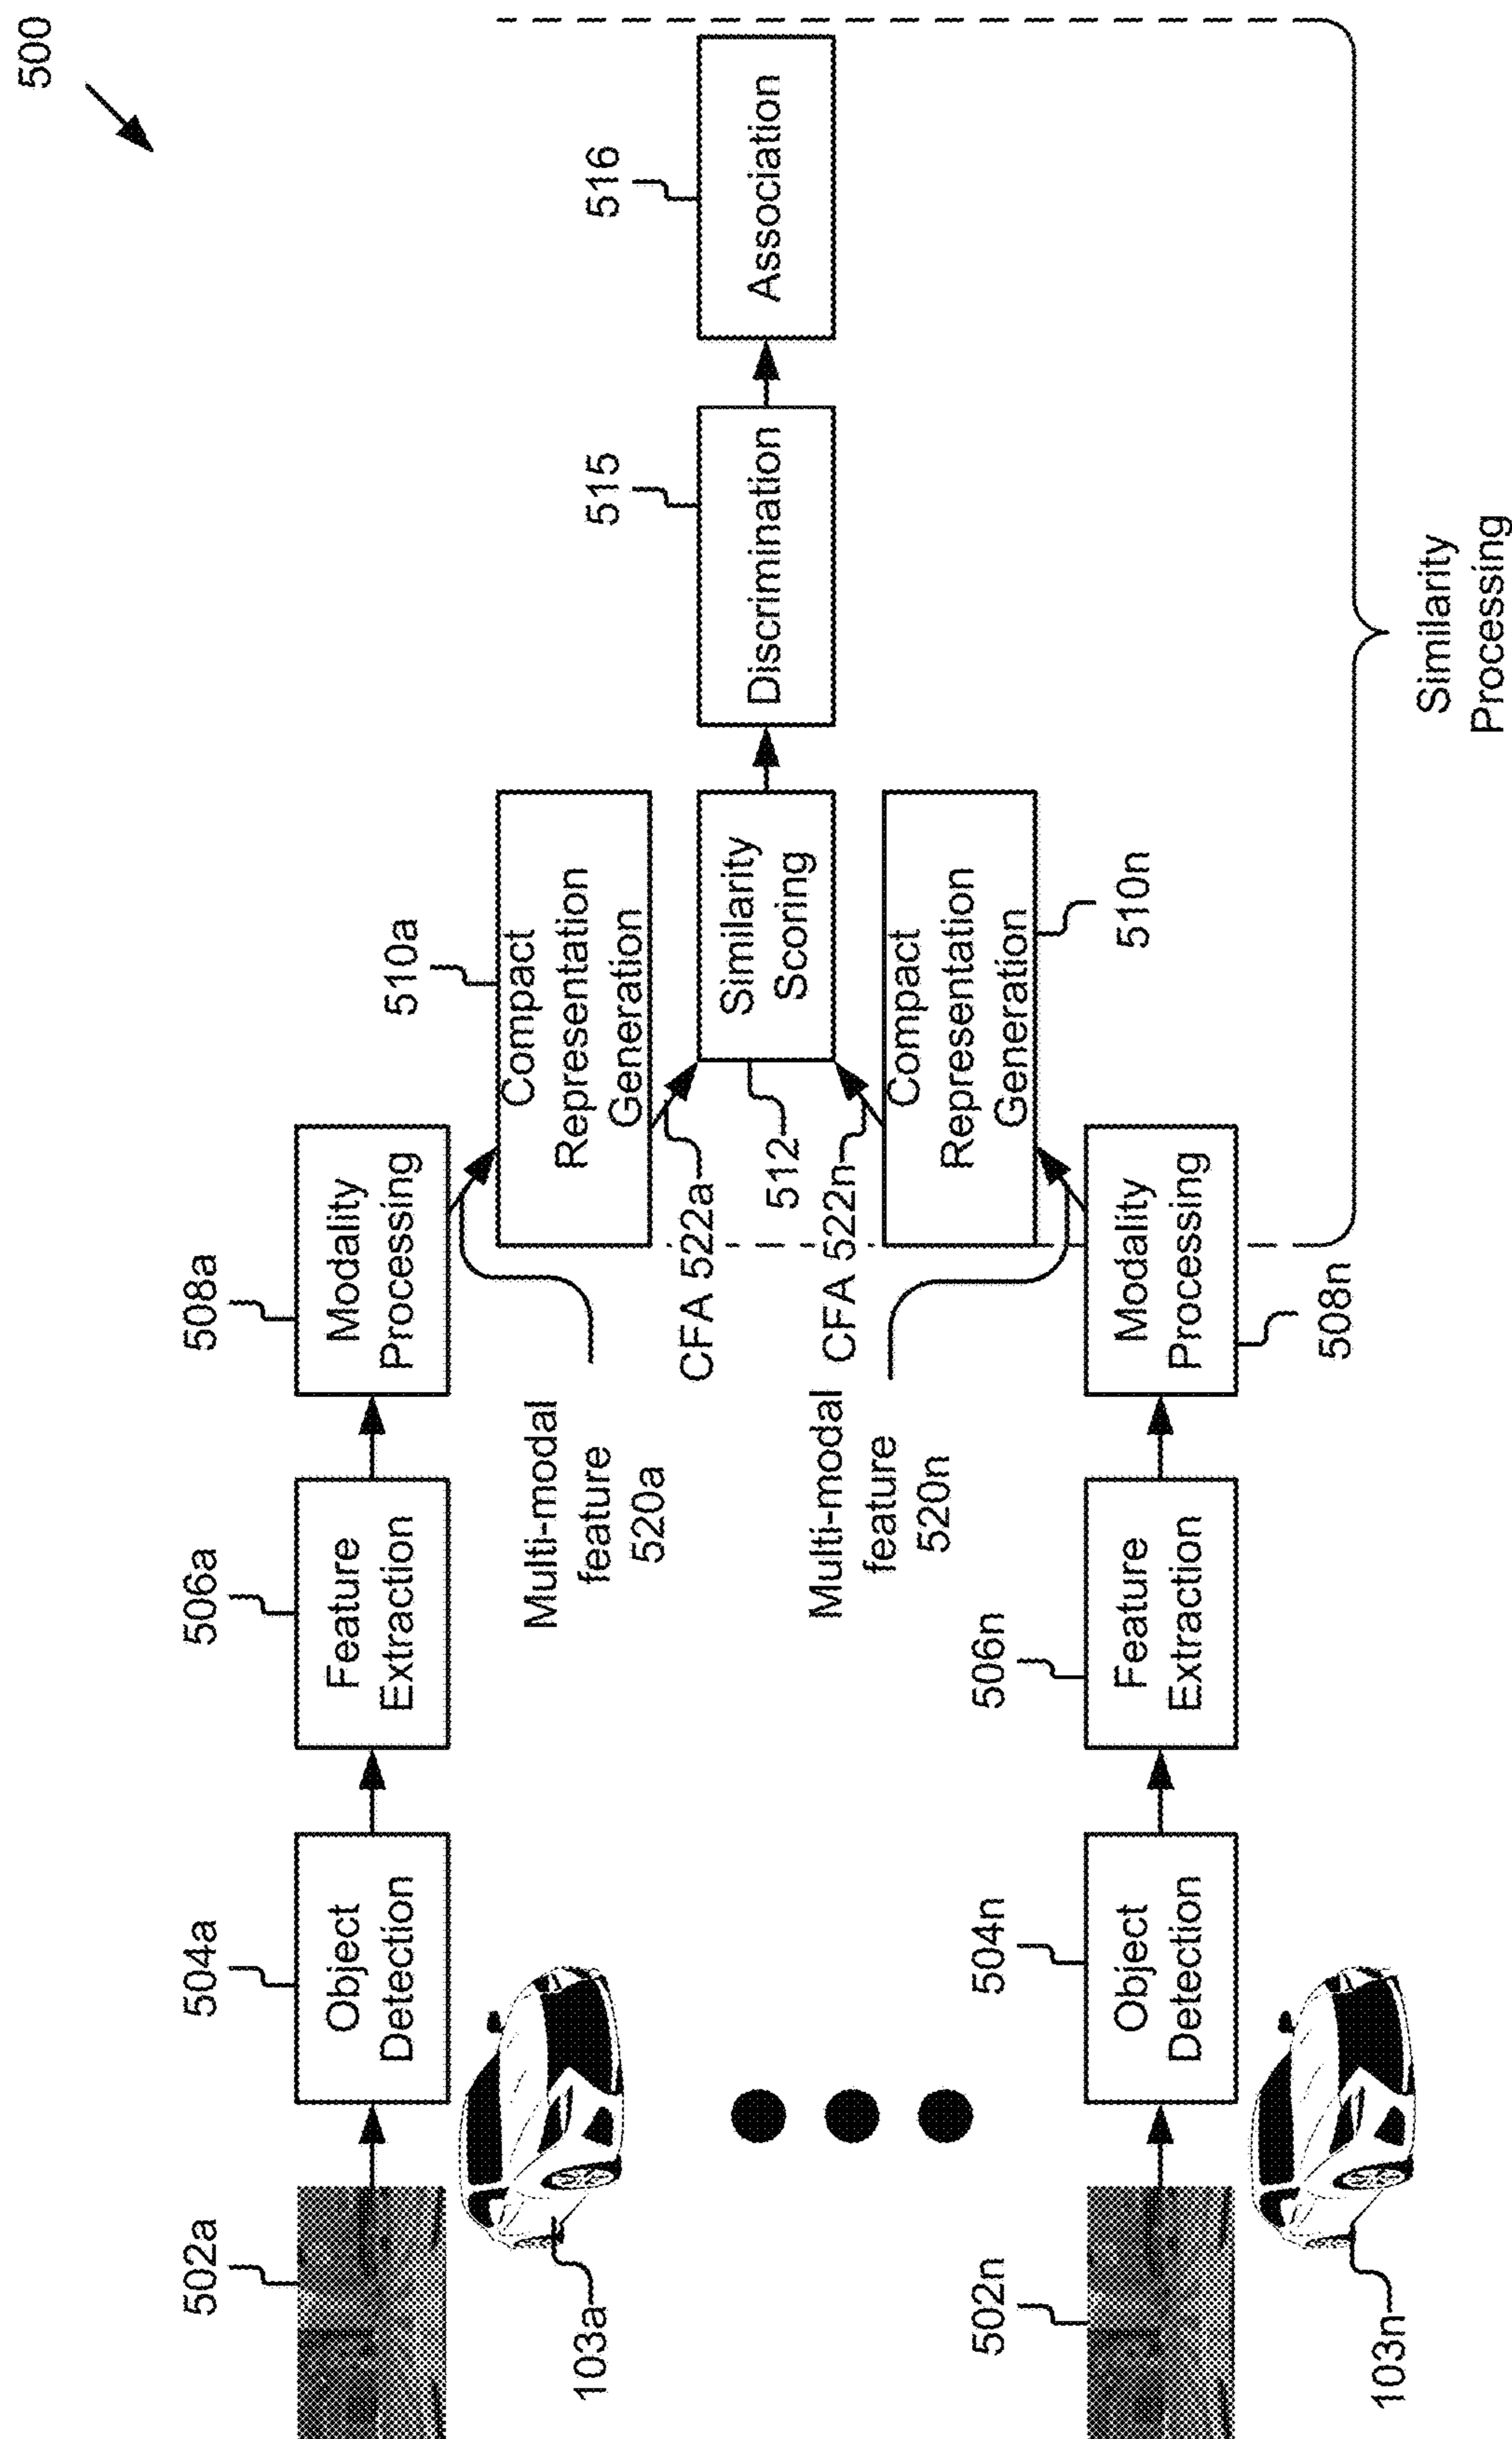 500
502a
504a
506a
508a
510a
515
516
Object
Detection
Feature
Extraction
Modality
Processing
Compact
Representation
Generation
103a
Multi-modal
feature
520a
CFA 522a
512
Similarity
Scoring
Discrimination
Association
CFA 522n
Multi-modal
feature
520n
Compact
Representation
Generation
510n
502n
504n
506n
Object
Detection
Feature
Extraction
Modality
Processing
508n
103n
Similarity
Processing